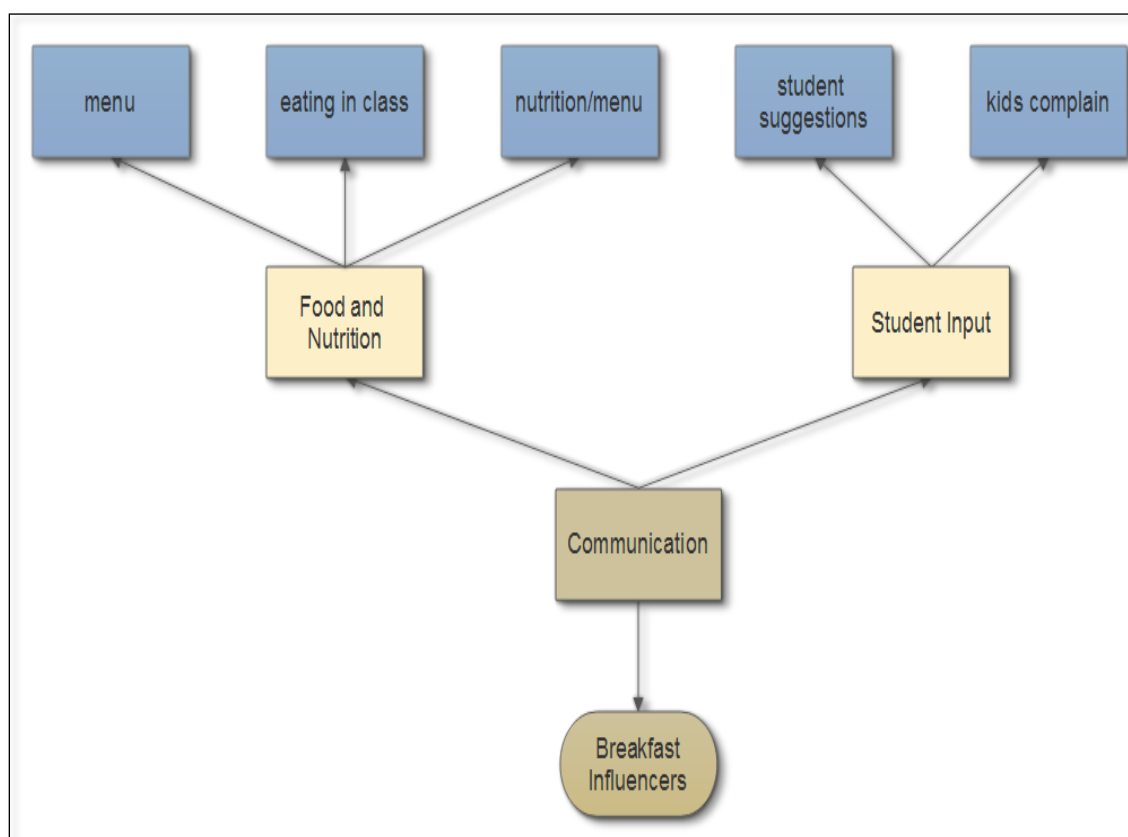 menu
eating in class
nutrition/menu
student
suggestions
kids complain
Food and
Nutrition
Student Input
Communication
Breakfast
Influencers